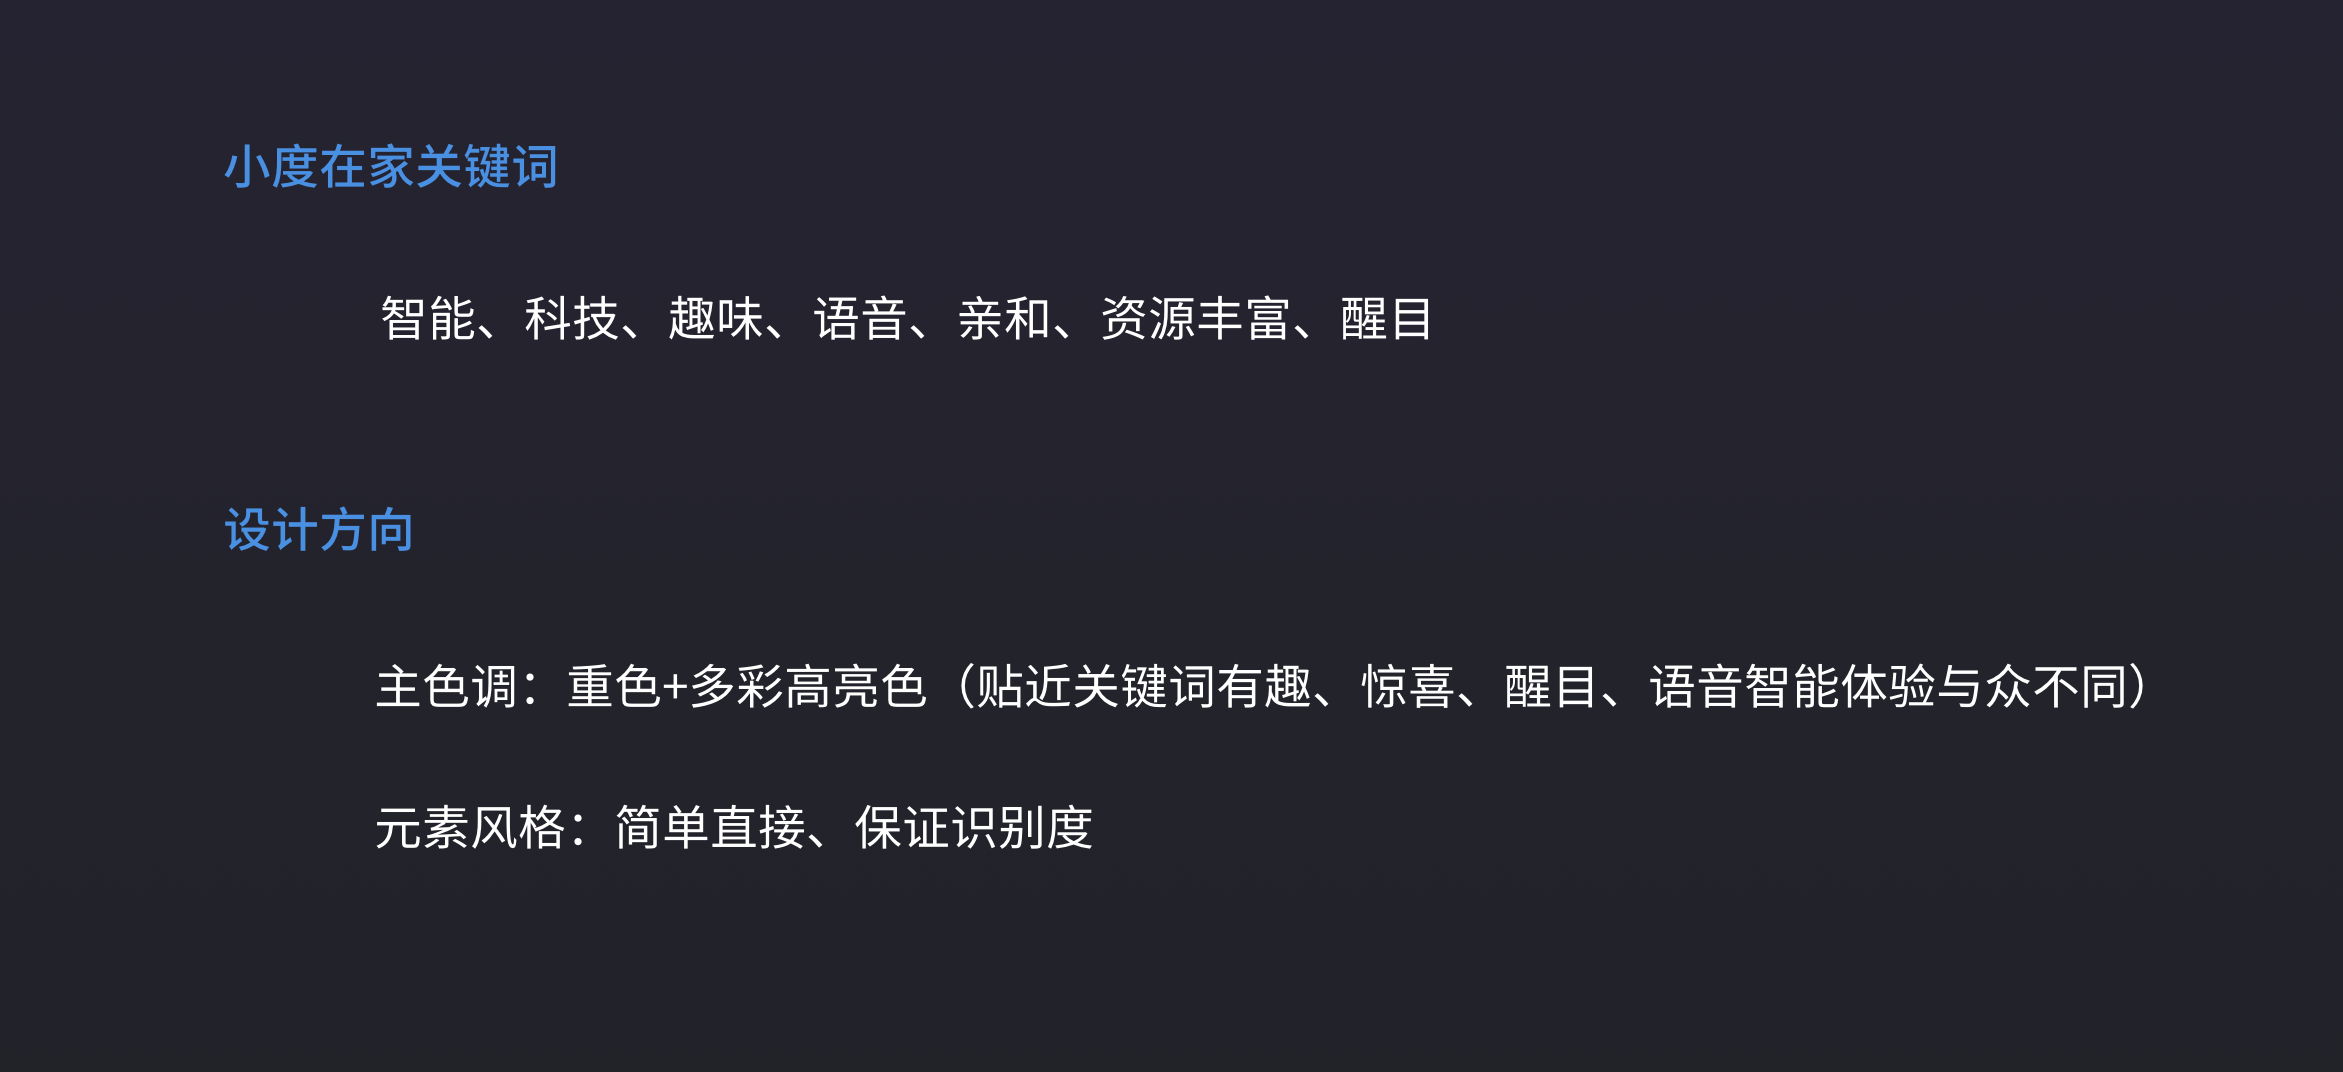 小度在家关键词
智能、科技、趣味、语音、亲和、资源丰富、醒目
设计方向
主色调：重色+多彩高亮色（贴近关键词有趣、惊喜、醒目、语音智能体验与众不同）
元素风格：简单直接、保证识别度